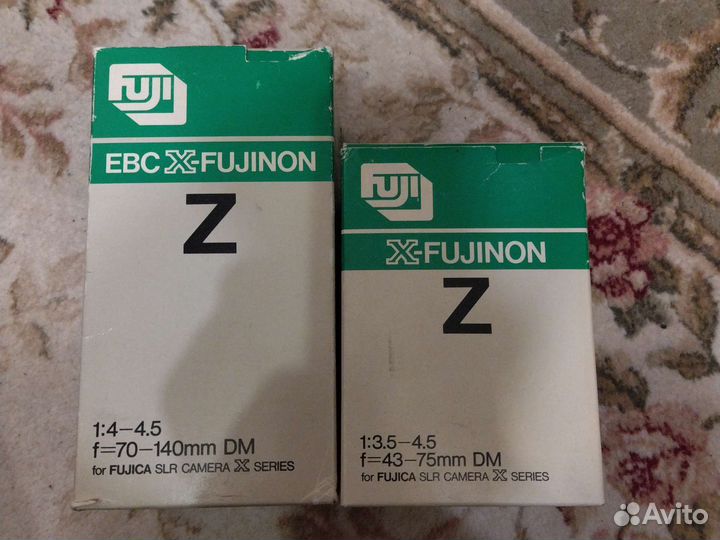 FUJI
EBC X-FUJINON
Z
1:4-4.5
f=70-140mm DM
for FUJICA SLR CAMERA X SERIES
FUJI
X-FUJINON
Z
1:3.5-4.5
f=43-75mm DM
for FUJICA SLR CAMERA X SERIES
Avito